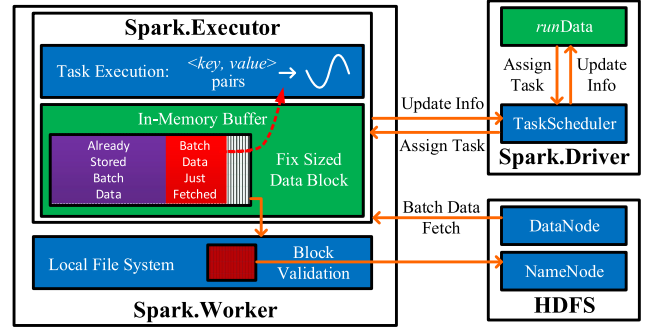 Spark.Executor
Task Execution:
<key, value>
pairs
In-Memory Buffer
Already
Stored
Batch
Data
Batch
Data
Just
Fetched
Fix Sized
Data Block
Local File System
Block
Validation
Spark.Worker
Update Info
Assign Task
Batch Data
Fetch
runData
Assign
Task
Update
Info
TaskScheduler
Spark.Driver
DataNode
NameNode
HDFS